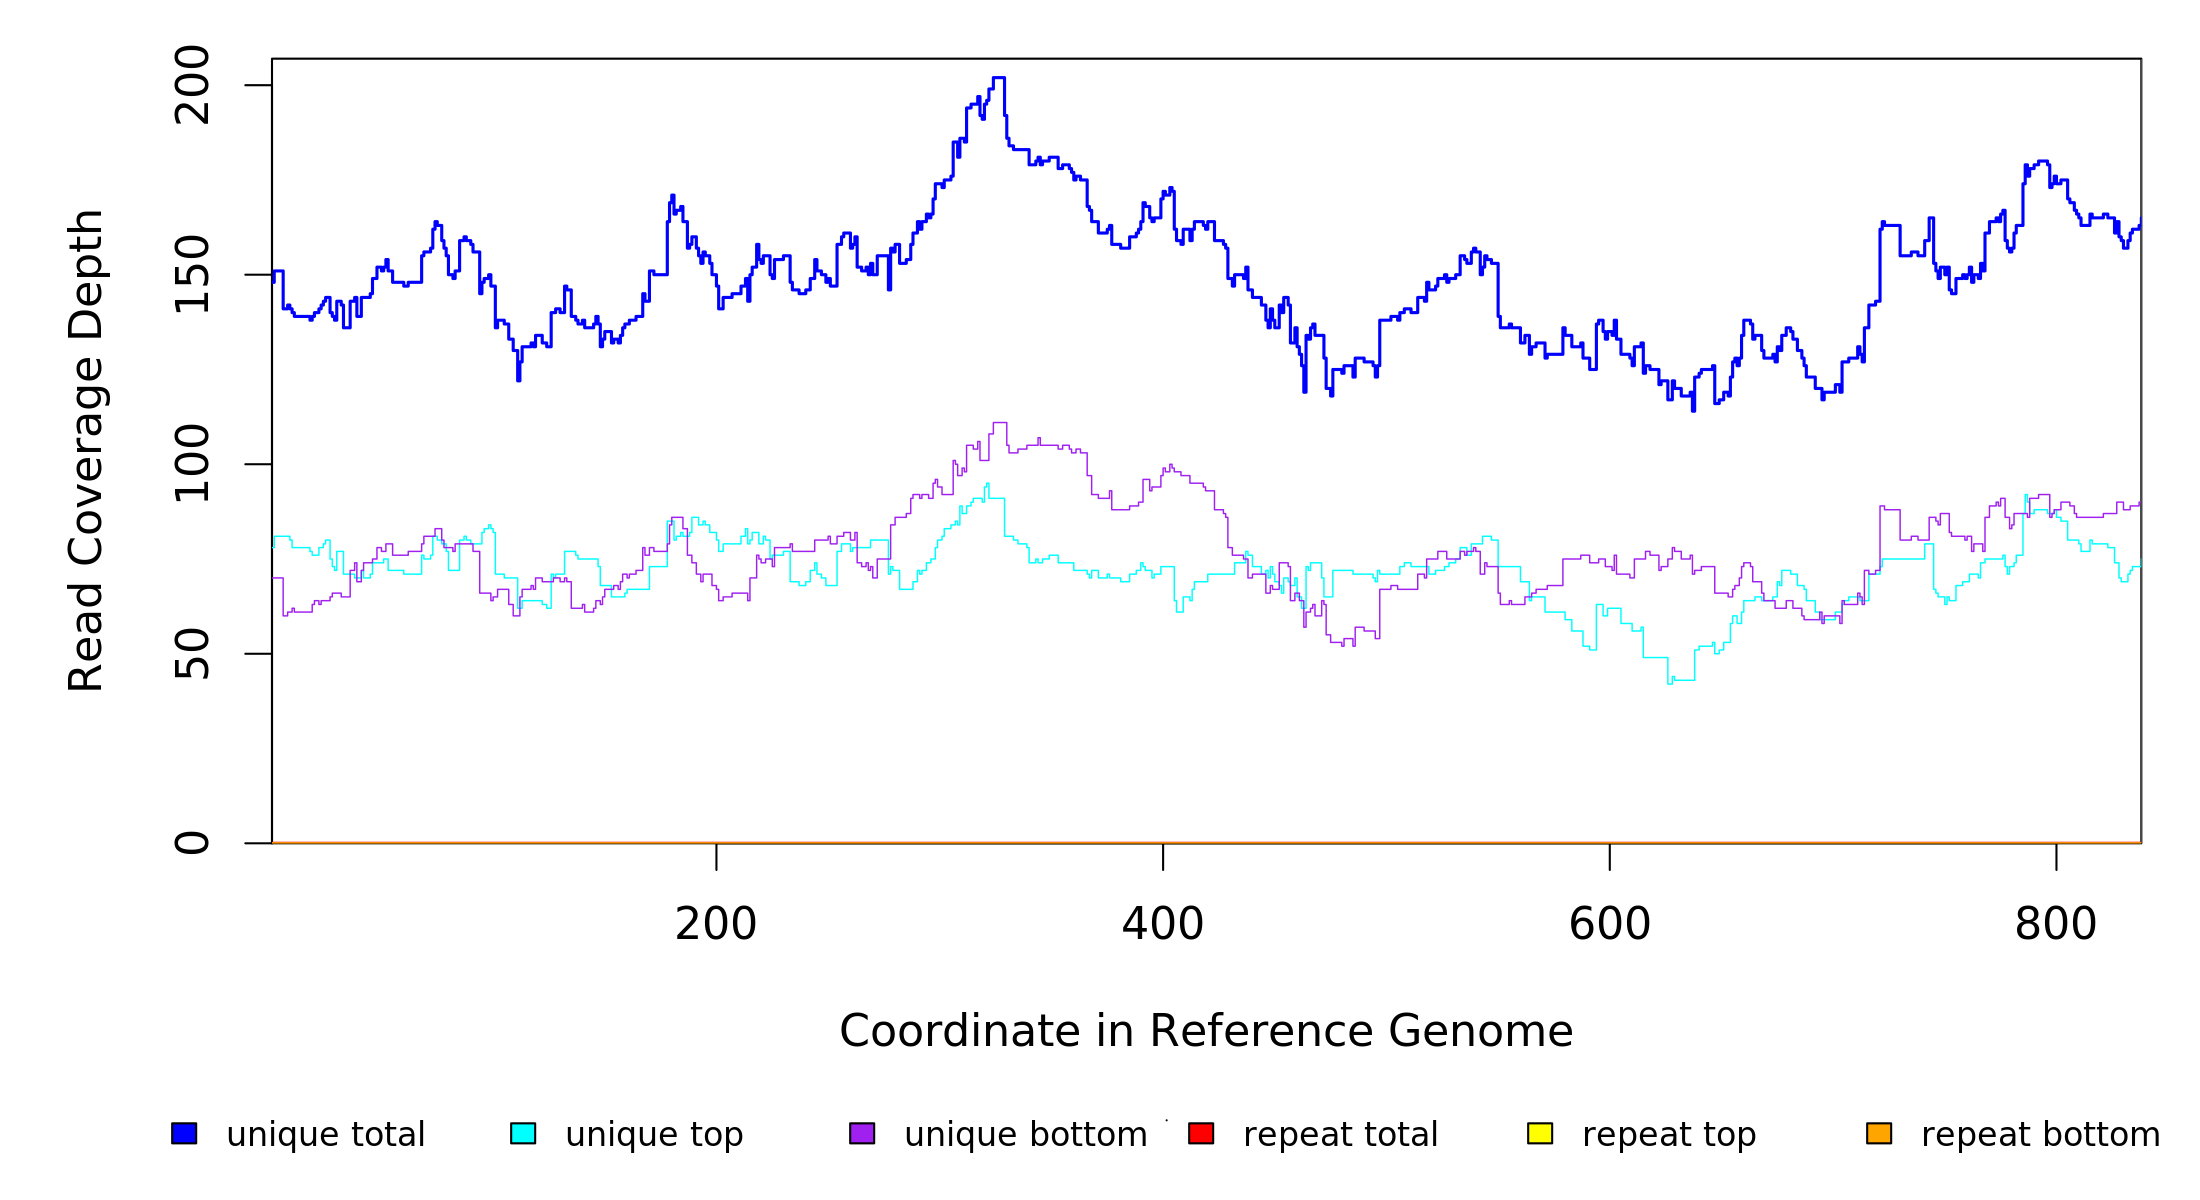 Read Coverage Depth
200
150
100
50
0
200 400 600 800
Coordinate in Reference Genome
unique total unique top unique bottom repeat total repeat top repeat bottom